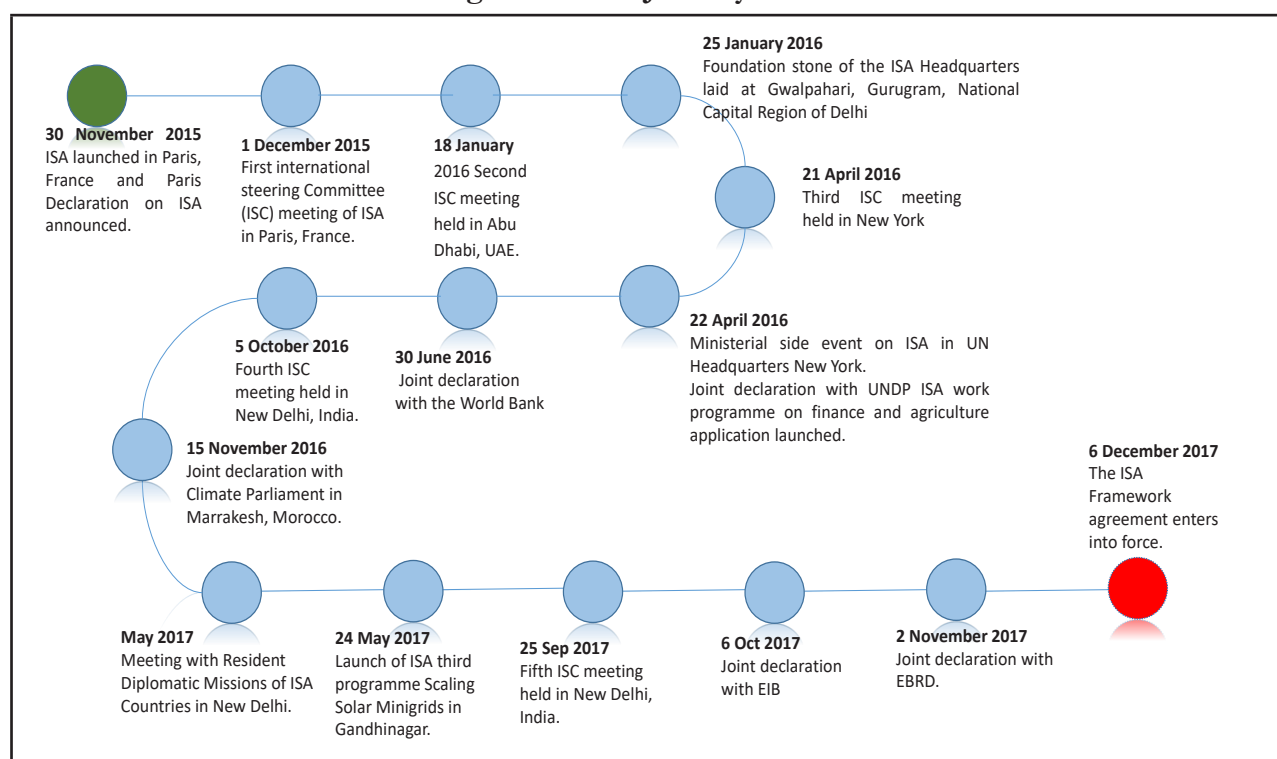 25 January 2016
Foundation stone of the ISA Headquarters
laid at Gwalpahari, Gurugram, National
Capital Region of Delhi
30 November 2015
ISA launched in Paris,
France and Paris
Declaration on ISA
announced.
1 December 2015
First international
steering Committee
(ISC) meeting of ISA
in Paris, France.
18 January
2016 Second
ISC meeting
held in Abu
Dhabi, UAE.
21 April 2016
Third ISC meeting
held in New York
5 October 2016
Fourth ISC
meeting held in
New Delhi, India.
30 June 2016
Joint declaration
with the World Bank
22 April 2016
Ministerial side event on ISA in UN
Headquarters New York.
Joint declaration with UNDP ISA work
programme on finance and agriculture
application launched.
15 November 2016
Joint declaration with
Climate Parliament in
Marrakesh, Morocco.
6 December 2017
The ISA
Framework
agreement enters
into force.
May 2017
Meeting with Resident
Diplomatic Missions of ISA
Countries in New Delhi.
24 May 2017
Launch of ISA third
programme Scaling
Solar Minigrids in
Gandhinagar.
25 Sep 2017
Fifth ISC meeting
held in New Delhi,
India.
6 Oct 2017
Joint declaration
with EIB
2 November 2017
Joint declaration with
EBRD.